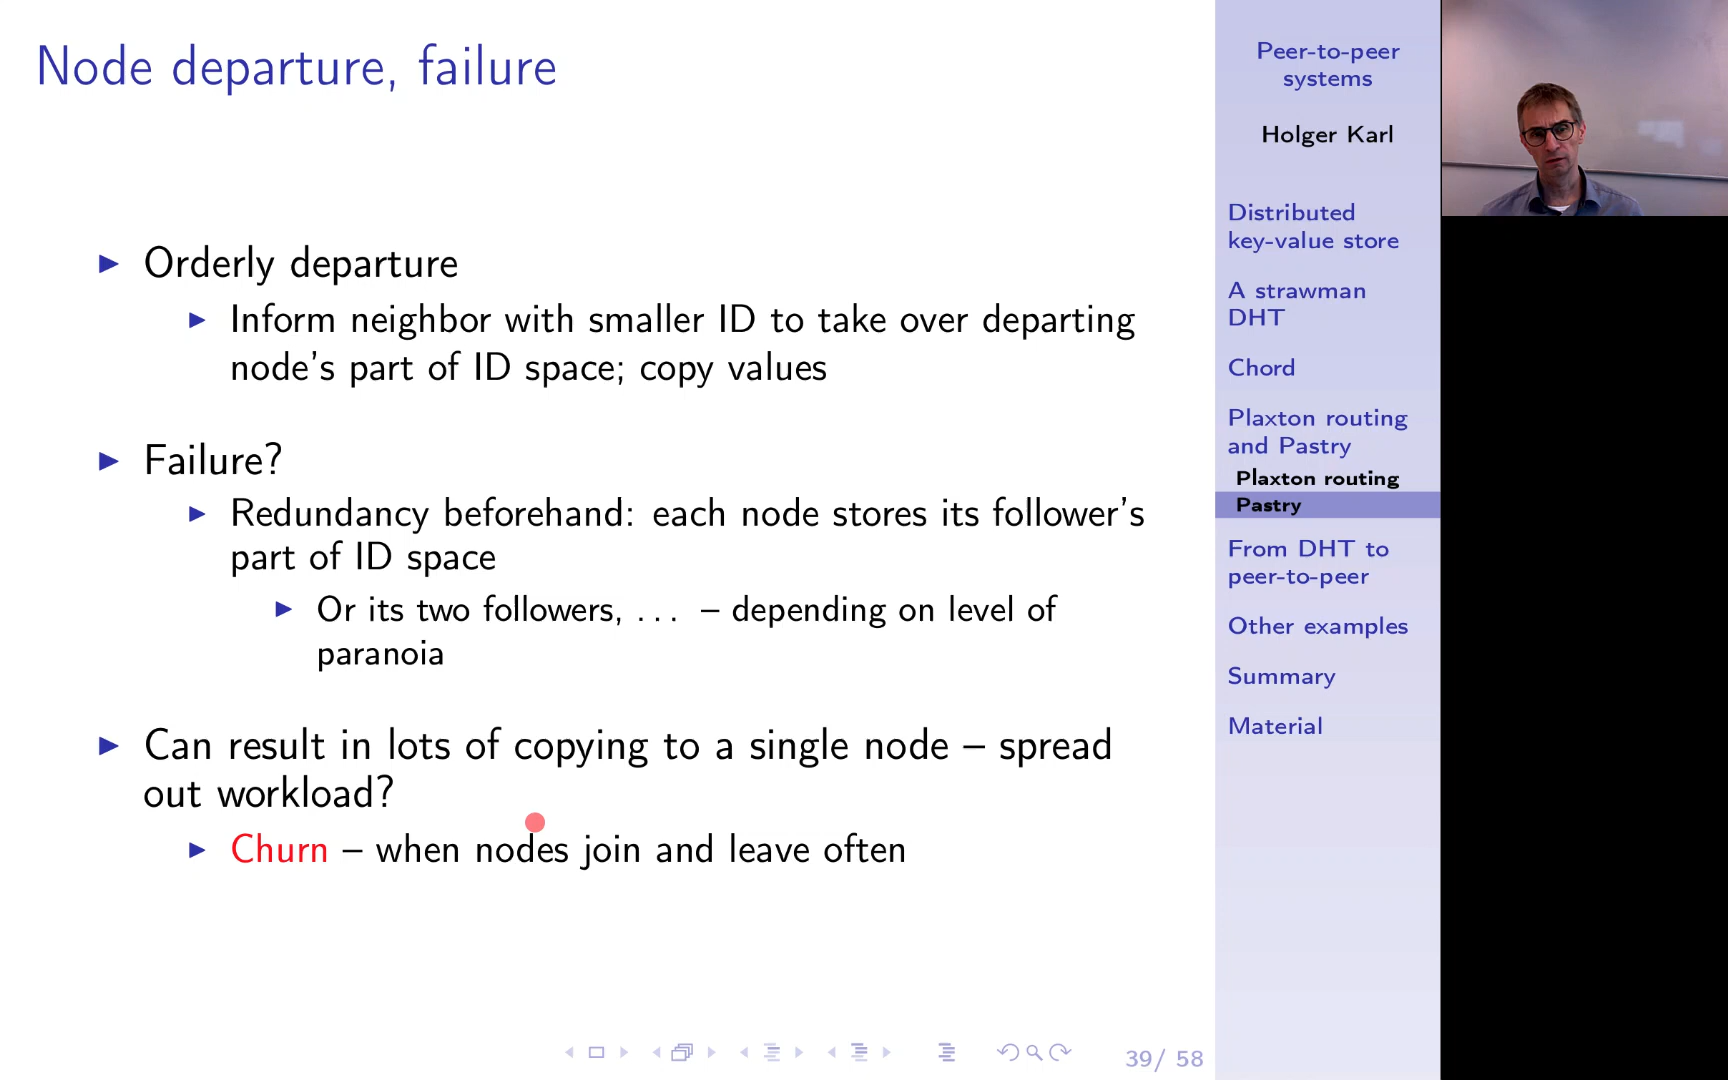 Node departure, failure
Orderly departure
Inform neighbor with smaller ID to take over departing
node's part of ID space; copy values
Failure?
Redundancy beforehand: each node stores its follower's
part of ID space
Or its two followers, . . . – depending on level of
paranoia
Can result in lots of copying to a single node – spread
out workload?
Churn – when nodes join and leave often
39/ 58
Peer-to-peer
systems
Holger Karl
Distributed
key-value store
A strawman
DHT
Chord
Plaxton routing
and Pastry
Plaxton routing
Pastry
From DHT to
peer-to-peer
Other examples
Summary
Material